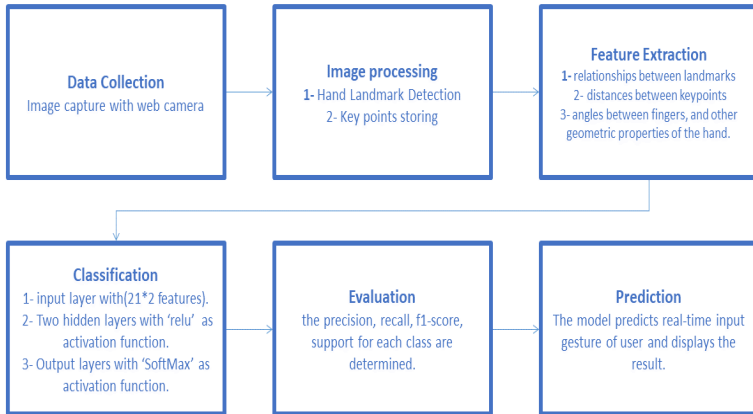 Data Collection
Image capture with web camera
Image processing
1- Hand Landmark Detection
2- Key points storing
Feature Extraction
1- relationships between landmarks
2- distances between keypoints
3- angles between fingers, and other
geometric properties of the hand.
Classification
1- input layer with(21*2 features).
2- Two hidden layers with ‘relu’ as
activation function.
3- Output layers with ‘SoftMax’ as
activation function.
Evaluation
the precision, recall, f1-score,
support for each class are
determined.
Prediction
The model predicts real-time input
gesture of user and displays the
result.